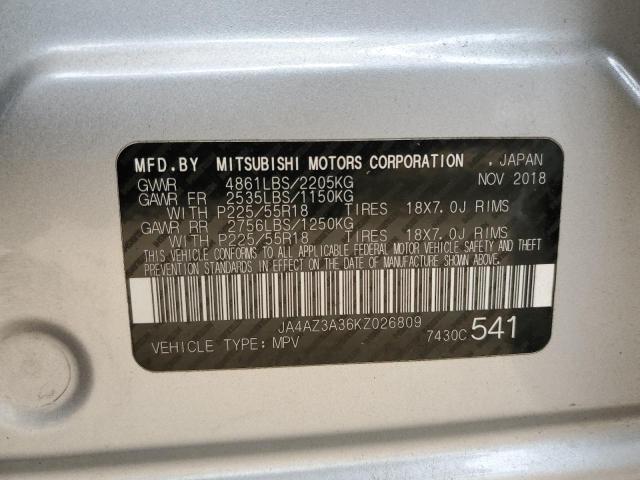 MFD.BY MITSUBISHI MOTORS CORPORATION , JAPAN
GVWR 4861LBS/2205KG NOV 2018
GAWR FR 2535LBS/1150KG
WITH P225/55R18 TIRES 18X7.0J RIMS
GAWR RR 2756LBS/1250KG
WITH P225/55R18 TIRES 18X7.0J RIMS
THIS VEHICLE CONFORMS TO ALL APPLICABLE FEDERAL MOTOR VEHICLE SAFETY AND THEFT
PREVENTION STANDARDS IN EFFECT ON THE DATE OF MANUFACTURE SHOWN ABOVE.
JA4AZ3A36KZ026809
VEHICLE TYPE: MPV 7430C 541